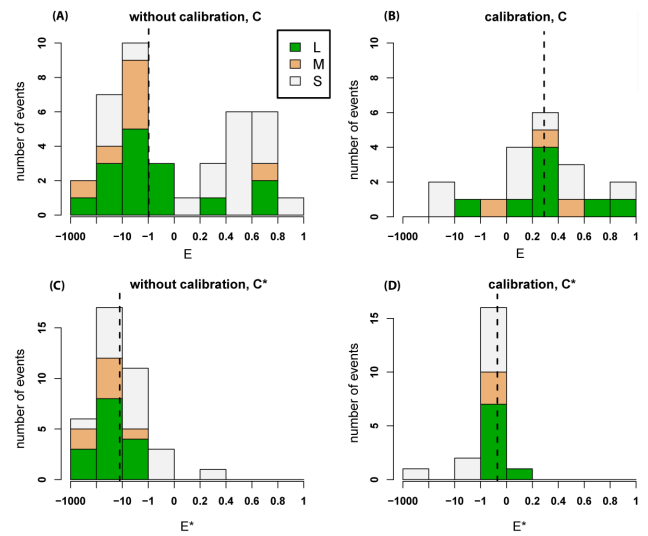 (A) without calibration, C
number of events
10
8
6
4
2
0
−1000 −10 −1 0 0.2 0.4 0.6 0.8 1
E
L
M
S
(B) calibration, C
number of events
10
8
6
4
2
0
−1000 −10 −1 0 0.2 0.4 0.6 0.8 1
E
(C) without calibration, C*
number of events
15
10
5
0
−1000 −10 −1 0 0.2 0.4 0.6 0.8 1
E*
(D) calibration, C*
number of events
15
10
5
0
−1000 −10 −1 0 0.2 0.4 0.8 1
E*